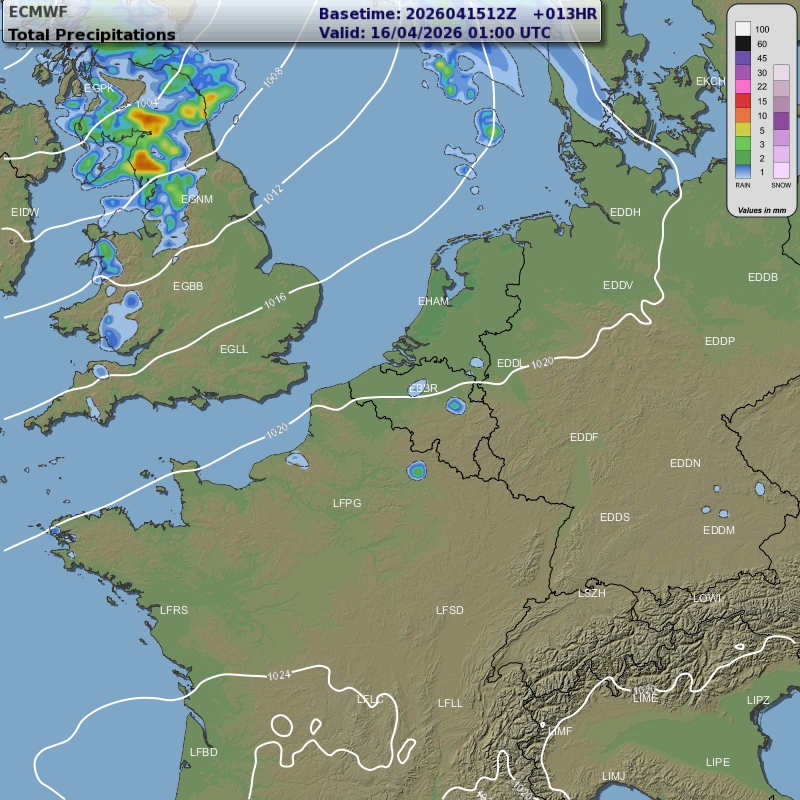 ECMWF
Basetime: 2026041512Z +013HR
Total Precipitations
Valid: 16/04/2026 01:00 UTC
100
60
45
30
22
15
10
5
3
2
1
RAIN
SNOW
Values in mm
EGPK
EKCH
1008
1004
EIDW
EGNM
1012
EDDH
EGBB
EDDV
EDDB
EHAM
1016
EGLL
EDDP
EDDL
1020
EBBR
1020
EDDF
EDDN
LFPG
EDDS
EDDM
LSZH
LOWI
LFRS
LFSD
1024
LFLC
LFLL
1020
LIME
LIPZ
LIMF
LFBD
LIPE
LIMJ
1020